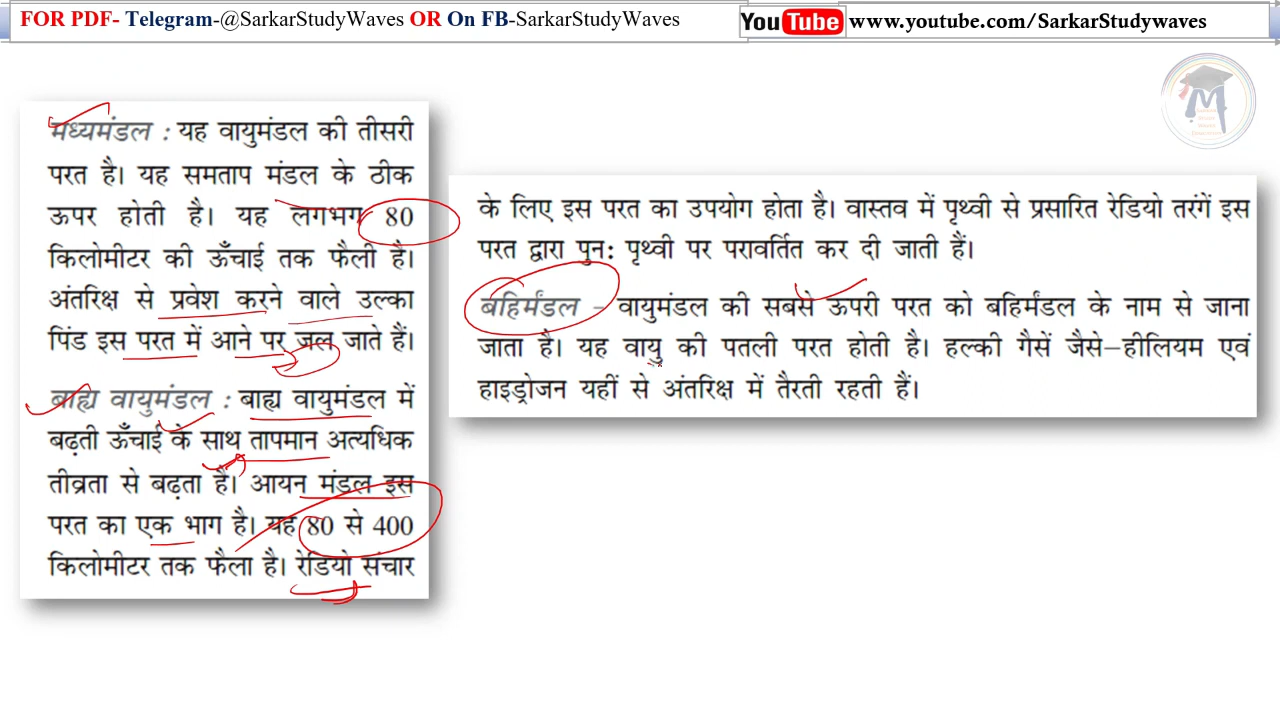 FOR PDF- Telegram-@SarkarStudyWaves OR On FB-SarkarStudyWaves
YouTube www.youtube.com/SarkarStudywaves
मध्यमंडल : यह वायुमंडल की तीसरी
परत है। यह समताप मंडल के ठीक
ऊपर होती है। यह लगभग 80
किलोमीटर की ऊँचाई तक फैली है।
अंतरिक्ष से प्रवेश करने वाले उल्का
पिंड इस परत में आने पर जल जाते हैं।
बाह्य वायुमंडल : बाह्य वायुमंडल में
बढ़ती ऊँचाई के साथ तापमान अत्यधिक
तीव्रता से बढ़ता है। आयन मंडल इस
परत का एक भाग है। यह 80 से 400
किलोमीटर तक फैला है। रेडियो संचार
के लिए इस परत का उपयोग होता है। वास्तव में पृथ्वी से प्रसारित रेडियो तरंगें इस
परत द्वारा पुन: पृथ्वी पर परावर्तित कर दी जाती हैं।
बहिर्मंडल – वायुमंडल की सबसे ऊपरी परत को बहिर्मंडल के नाम से जाना
जाता है। यह वायु की पतली परत होती है। हल्की गैसें जैसे–हीलियम एवं
हाइड्रोजन यहीं से अंतरिक्ष में तैरती रहती हैं।